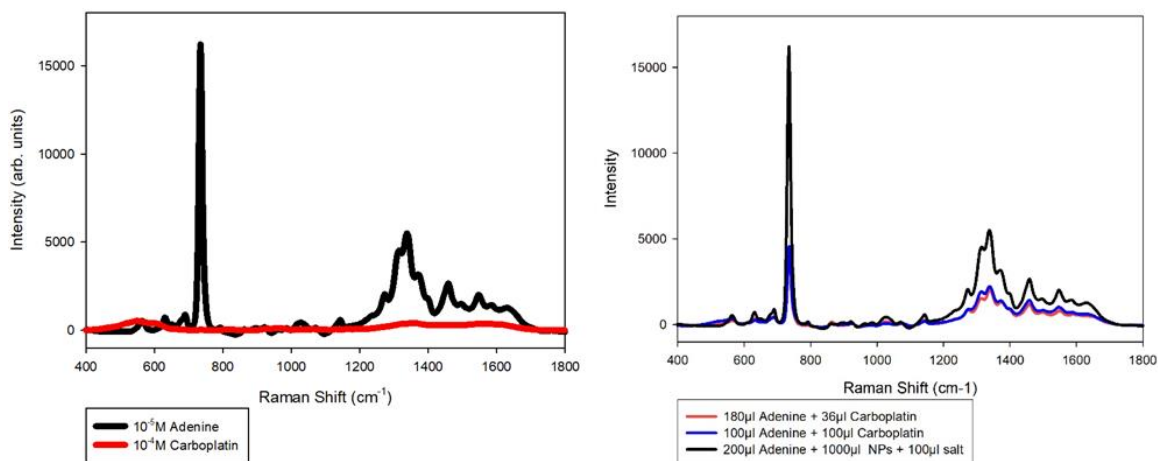 Intensity (arb. units)
15000
10000
5000
0
400 600 800 1000 1200 1400 1600 1800
Raman Shift (cm⁻¹)
10⁻⁵M Adenine
10⁻⁴M Carboplatin
Intensity
15000
10000
5000
0
400 600 800 1000 1200 1400 1600 1800
Raman Shift (cm-1)
180µl Adenine + 36µl Carboplatin
100µl Adenine + 100µl Carboplatin
200µl Adenine + 1000µl NPs + 100µl salt